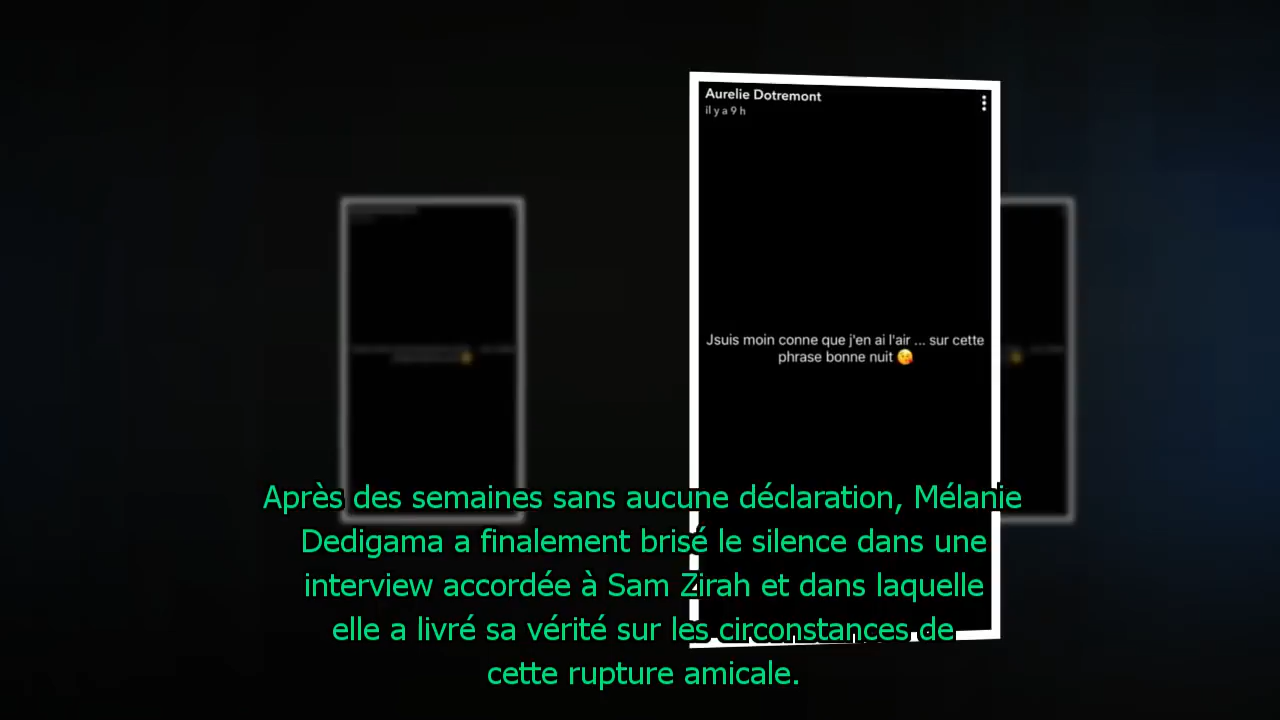 Aurelie Dotremont
il y a 9 h
Jsuis moin conne que j'en ai l'air ... sur cette
phrase bonne nuit 😘
Après des semaines sans aucune déclaration, Mélanie
Dedigama a finalement brisé le silence dans une
interview accordée à Sam Zirah et dans laquelle
elle a livré sa vérité sur les circonstances de
cette rupture amicale.